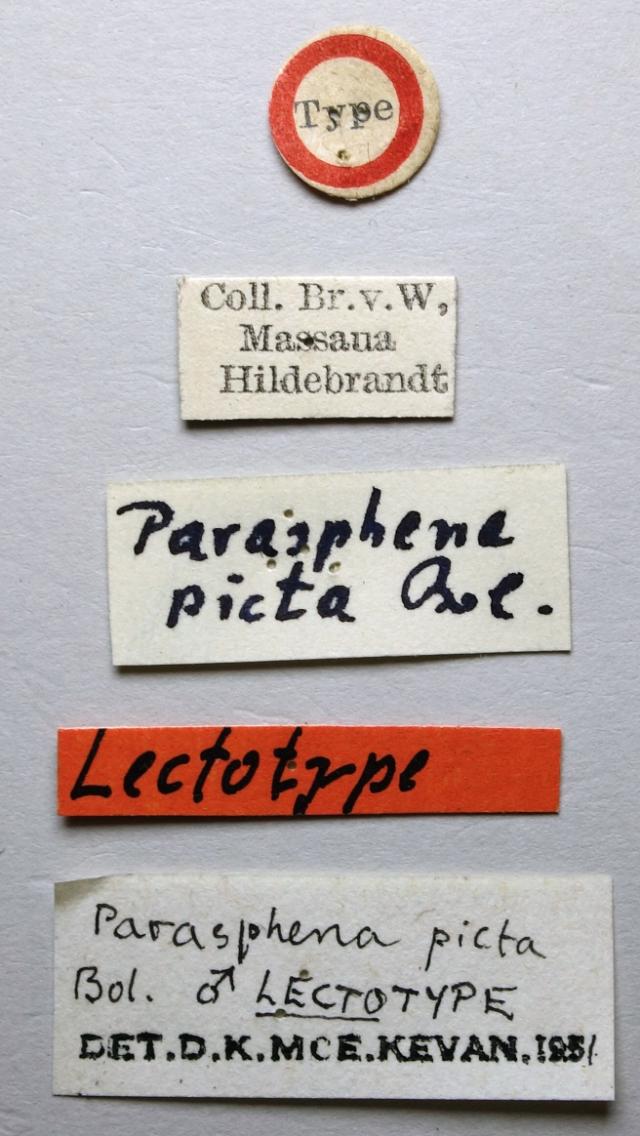 Type
Coll. Br.v.W,
Massaua
Hildebrandt
Parasphena
picta Bol.
Lectotype
Parasphena picta
Bol. ♂ LECTOTYPE
DET.D.K.MCE.KEVAN.1951